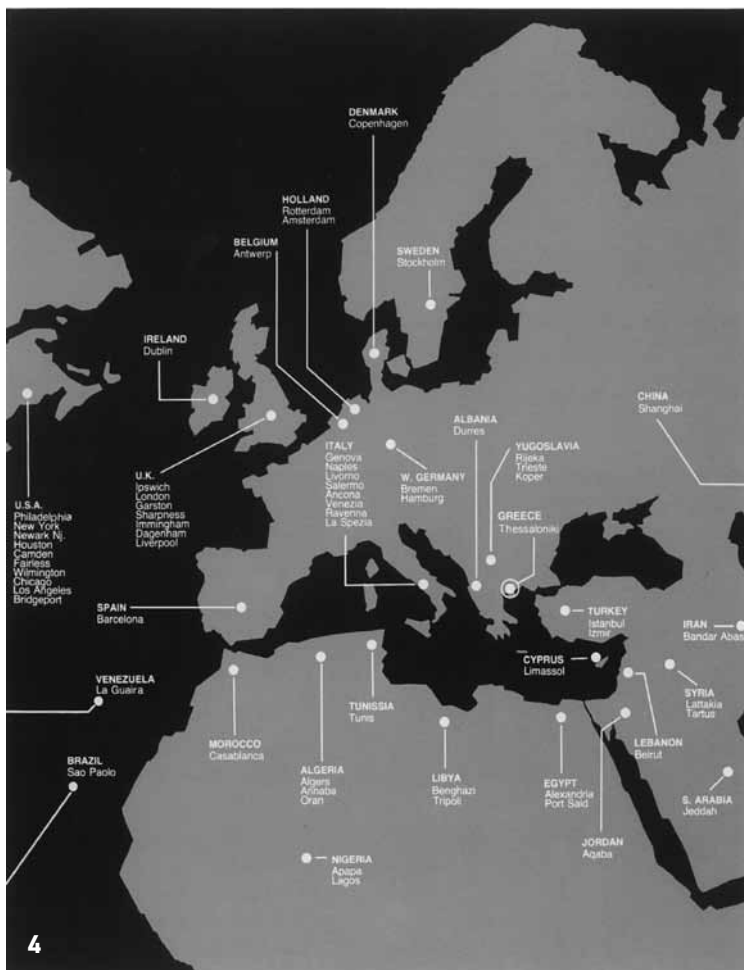 DENMARK
Copenhagen
HOLLAND
Rotterdam
Amsterdam
BELGIUM
Antwerp
SWEDEN
Stockholm
IRELAND
Dublin
CHINA
Shanghai
ALBANIA
Durres
YUGOSLAVIA
Rijeka
Trieste
Koper
ITALY
Genova
Naples
Livorno
Salermo
Ancona
Venezia
Ravenna
La Spezia
W. GERMANY
Bremen
Hamburg
U.K.
Ipswich
London
Garston
Sharpness
Immingham
Dagenham
Liverpool
U.S.A.
Philadelphia
New York
Newark Nj.
Houston
Camden
Fairless
Wilmington
Chicago
Los Angeles
Bridgeport
GREECE
Thessaloniki
SPAIN
Barcelona
TURKEY
Istanbul
Izmir
IRAN
Bandar Abas
CYPRUS
Limassol
VENEZUELA
La Guaira
TUNISSIA
Tunis
SYRIA
Lattakia
Tartus
MOROCCO
Casablanca
LEBANON
Beirut
BRAZIL
Sao Paolo
ALGERIA
Algers
Annaba
Oran
LIBYA
Benghazi
Tripoli
EGYPT
Alexandria
Port Said
S. ARABIA
Jeddah
JORDAN
Aqaba
NIGERIA
Apapa
Lagos
4